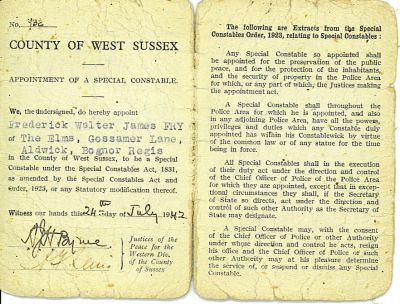 No.
COUNTY OF WEST SUSSEX
APPOINTMENT OF A SPECIAL CONSTABLE.
We, the undersigned, do hereby appoint
Frederick Walter James FRY
of The Elms, Gossamer Lane,
Aldwick, Bognor Regis
in the County of West Sussex, to be a Special
Constable under the Special Constables Act, 1831,
as amended by the Special Constables Act and
Order, 1923, or any Statutory modification thereof.
Witness our hands this 24th day of July 1942
Justices of the
Peace for the
Western Div.
of the County
of Sussex
The following are Extracts from the Special
Constables Order, 1923, relating to Special Constables :
Any Special Constable so appointed shall
be appointed for the preservation of the public
peace, and for the protection of the inhabitants,
and the security of property in the Police Area
for which, or any part of which, the Justices making
the appointment act.
A Special Constable shall throughout the
Police Area for which he is appointed, and also
in any adjoining Police Area, have all the powers,
privileges and duties which any Constable duly
appointed has within his Constablewick by virtue
of the common law or of any statue for the time
being in force.
All Special Constables shall in the execution
of their duty act under the direction and control
of the Chief Officer of Police of the Police Area
for which they are appointed, except that in excep-
tional circumstances they shall, if the Secretary
of State so directs, act under the direction and
control of such other Authority as the Secretary
of State may designate.
A Special Constable may, with the consent
of the Chief Officer of Police or other Authority
under whose direction and control he acts, resign
his office and the Chief Officer of Police or such
other Authority may at his pleasure determine
the service of, or suspend or dismiss any Special
Constable.